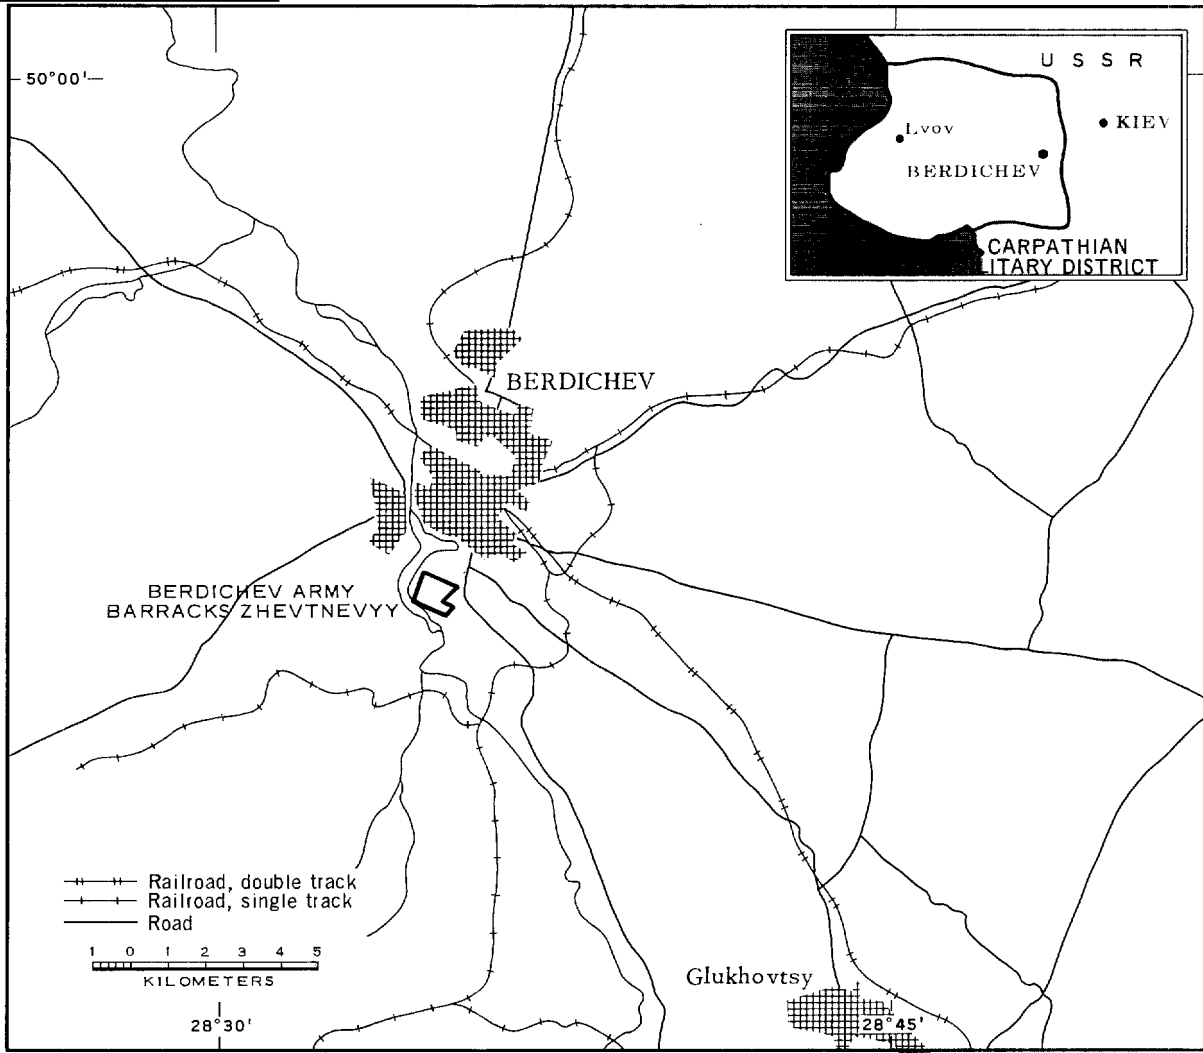 50°00'
U S S R
Lvov
KIEV
BERDICHEV
CARPATHIAN
LITARY DISTRICT
BERDICHEV
BERDICHEV ARMY
BARRACKS ZHEVTNEVYY
Railroad, double track
Railroad, single track
Road
1 0 1 2 3 4 5
KILOMETERS
Glukhovtsy
28°30'
28°45'